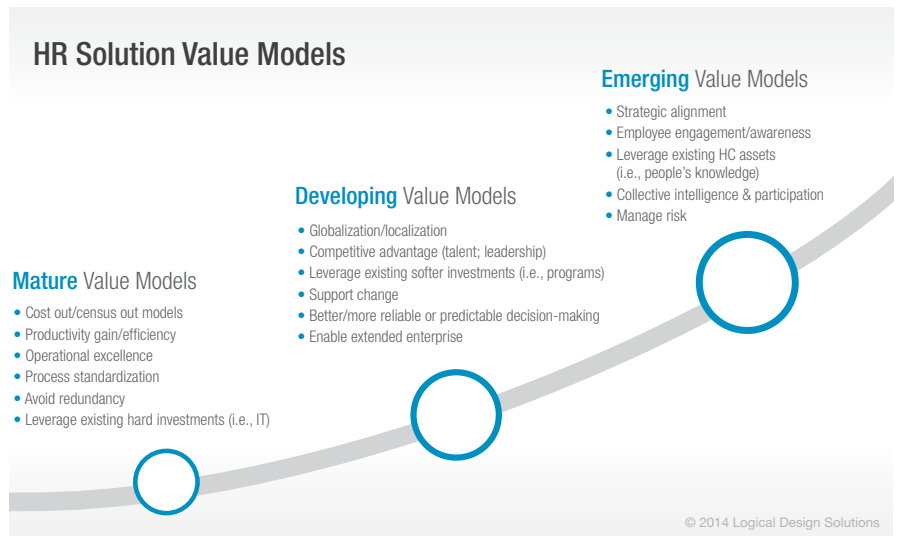 HR Solution Value Models
Emerging Value Models
• Strategic alignment
• Employee engagement/awareness
• Leverage existing HC assets
(i.e., people's knowledge)
• Collective intelligence & participation
• Manage risk
Developing Value Models
• Globalization/localization
• Competitive advantage (talent; leadership)
• Leverage existing softer investments (i.e., programs)
• Support change
• Better/more reliable or predictable decision-making
• Enable extended enterprise
Mature Value Models
• Cost out/census out models
• Productivity gain/efficiency
• Operational excellence
• Process standardization
• Avoid redundancy
• Leverage existing hard investments (i.e., IT)
© 2014 Logical Design Solutions